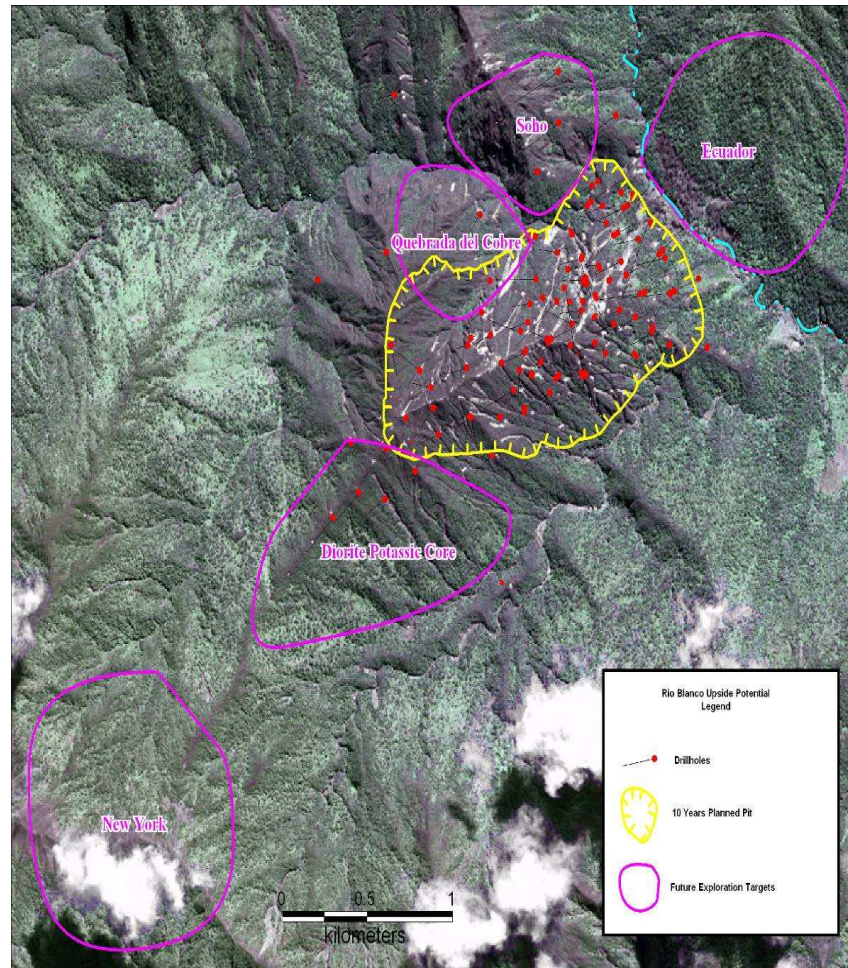 Soho
Ecuador
Quebrada del Cobre
Diorite Potassic Core
New York
0 0.5 1
kilometers
Rio Blanco Upside Potential
Legend
Drillholes
10 Years Planned Pit
Future Exploration Targets